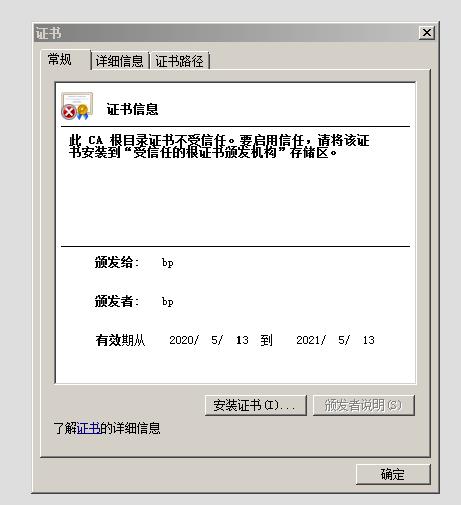 证书
常规 详细信息 证书路径
证书信息
此 CA 根目录证书不受信任。要启用信任，请将该证
书安装到“受信任的根证书颁发机构”存储区。
颁发给: bp
颁发者: bp
有效期从 2020/ 5/ 13 到 2021/ 5/ 13
安装证书(I)... 颁发者说明(S)
了解证书的详细信息
确定